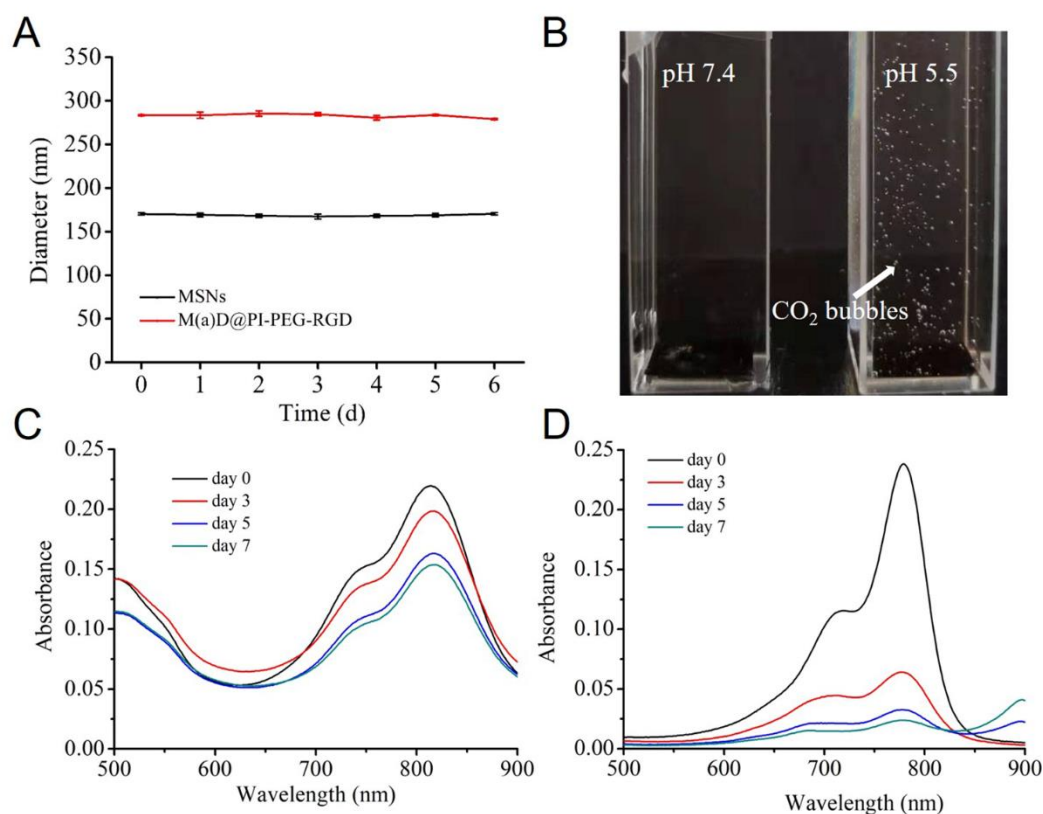 A
350
300
250
200
150
100
50
0
Diameter (nm)
MSNs
M(a)D@PI-PEG-RGD
0 1 2 3 4 5 6
Time (d)
B
pH 7.4
pH 5.5
CO₂ bubbles
C
0.25
0.20
0.15
0.10
0.05
0.00
Absorbance
day 0
day 3
day 5
day 7
500 600 700 800 900
Wavelength (nm)
D
0.25
0.20
0.15
0.10
0.05
0.00
Absorbance
day 0
day 3
day 5
day 7
500 600 700 800 900
Wavelength (nm)